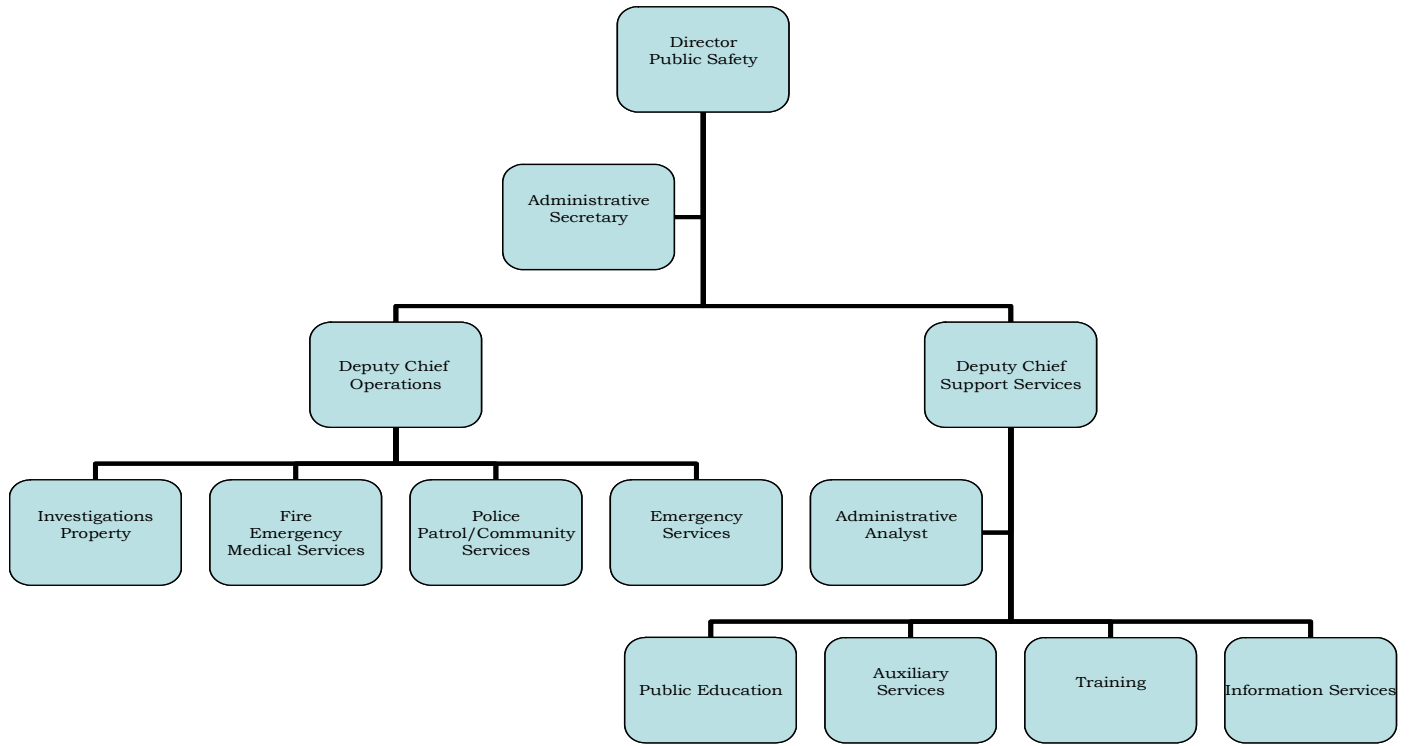 Director
Public Safety
Administrative
Secretary
Deputy Chief
Operations
Deputy Chief
Support Services
Investigations
Property
Fire
Emergency
Medical Services
Police
Patrol/Community
Services
Emergency
Services
Administrative
Analyst
Public Education
Auxiliary
Services
Training
Information Services